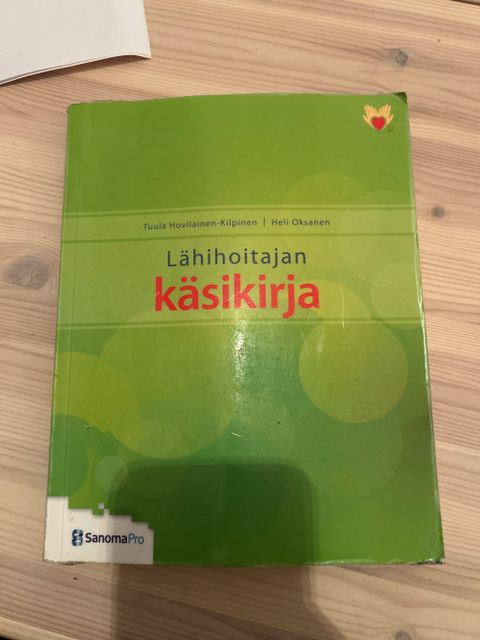 Tuula Hovilainen-Kilpinen | Heli Oksanen
Lähihoitajan
käsikirja
SanomaPro